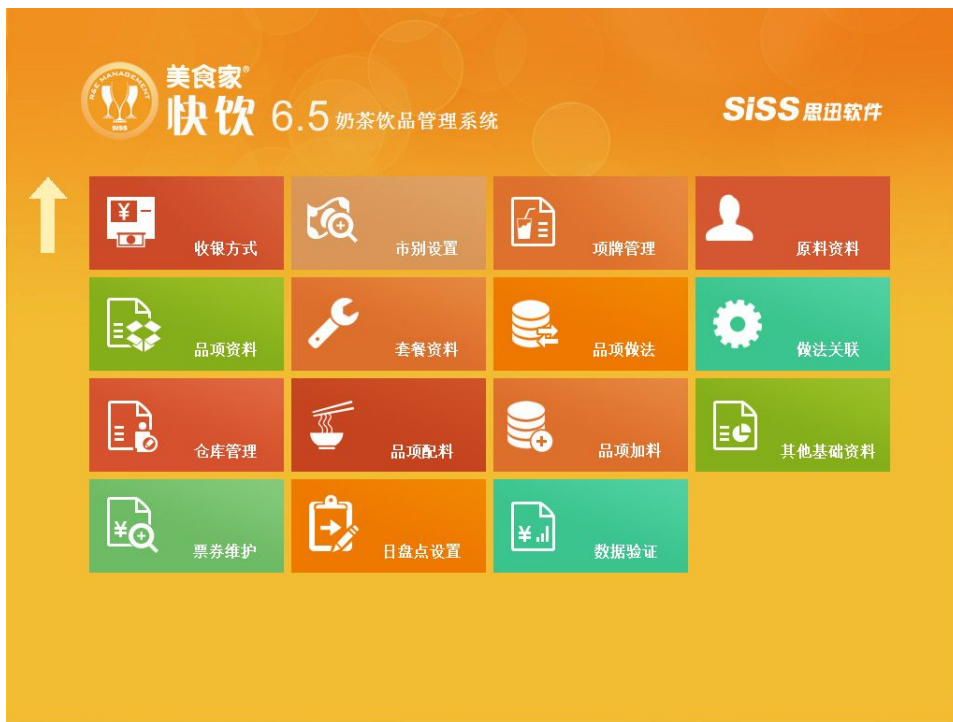 R&E MANAGEMENT
SISS
美食家®
快饮 6.5 奶茶饮品管理系统
SiSS 思迅软件
收银方式
市别设置
项牌管理
原料资料
品项资料
套餐资料
品项做法
做法关联
仓库管理
品项配料
品项加料
其他基础资料
票券维护
日盘点设置
数据验证